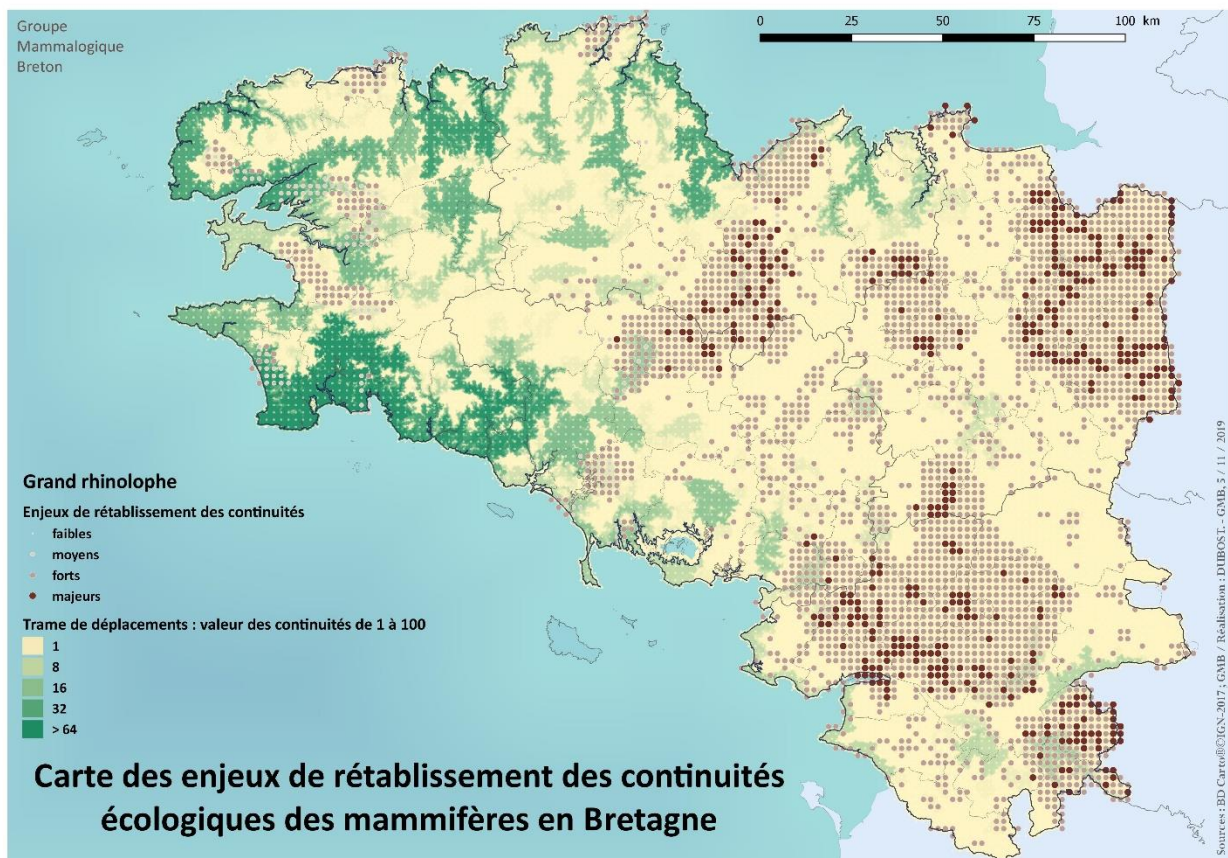 Groupe
Mammalogique
Breton
0 25 50 75 100 km
Grand rhinolophe
Enjeux de rétablissement des continuités
faibles
moyens
forts
majeurs
Trame de déplacements : valeur des continuités de 1 à 100
1
8
16
32
> 64
Carte des enjeux de rétablissement des continuités
écologiques des mammifères en Bretagne
Sources : BD Carto®©IGN-2017 ; GMB / Réalisation : DUBOST. - GMB, 5 / 11 / 2019